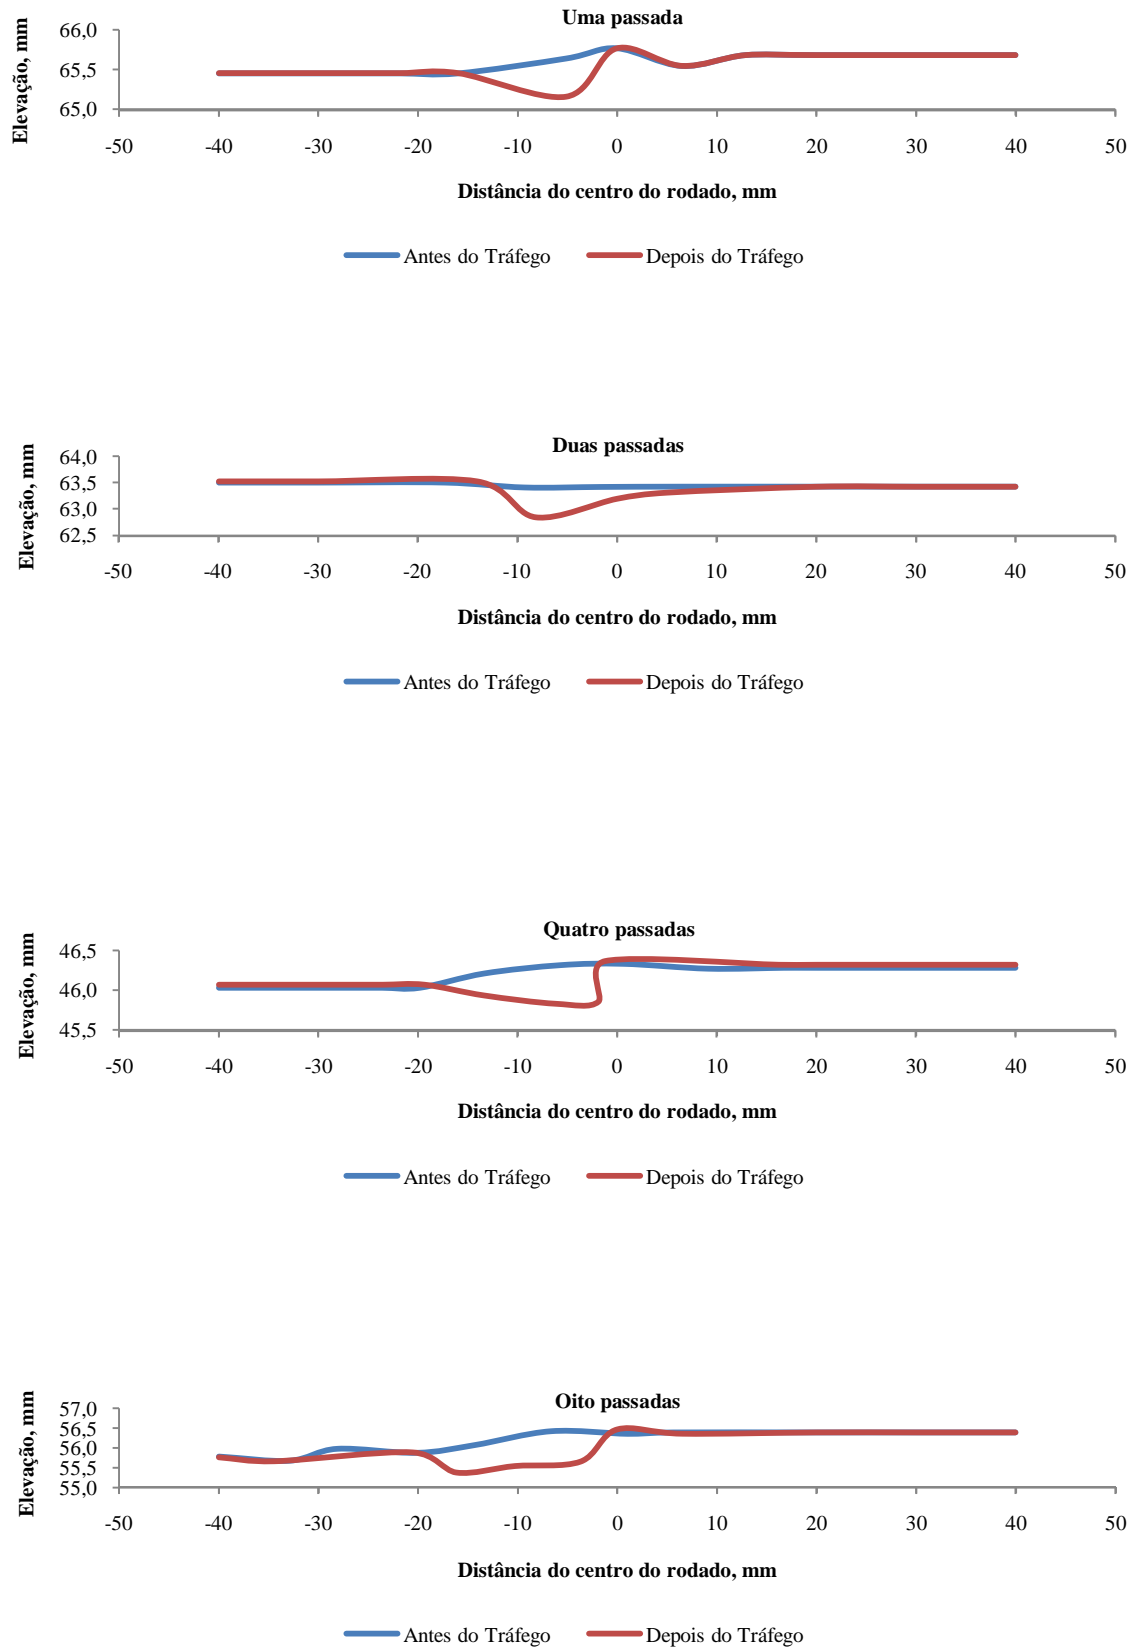 Uma passada
66,0
65,5
65,0
Elevação, mm
-50 -40 -30 -20 -10 0 10 20 30 40 50
Distância do centro do rodado, mm
Antes do Tráfego Depois do Tráfego
Duas passadas
64,0
63,5
63,0
62,5
Elevação, mm
-50 -40 -30 -20 -10 0 10 20 30 40 50
Distância do centro do rodado, mm
Antes do Tráfego Depois do Tráfego
Quatro passadas
46,5
46,0
45,5
Elevação, mm
-50 -40 -30 -20 -10 0 10 20 30 40 50
Distância do centro do rodado, mm
Antes do Tráfego Depois do Tráfego
Oito passadas
57,0
56,5
56,0
55,5
55,0
Elevação, mm
-50 -40 -30 -20 -10 0 10 20 30 40 50
Distância do centro do rodado, mm
Antes do Tráfego Depois do Tráfego